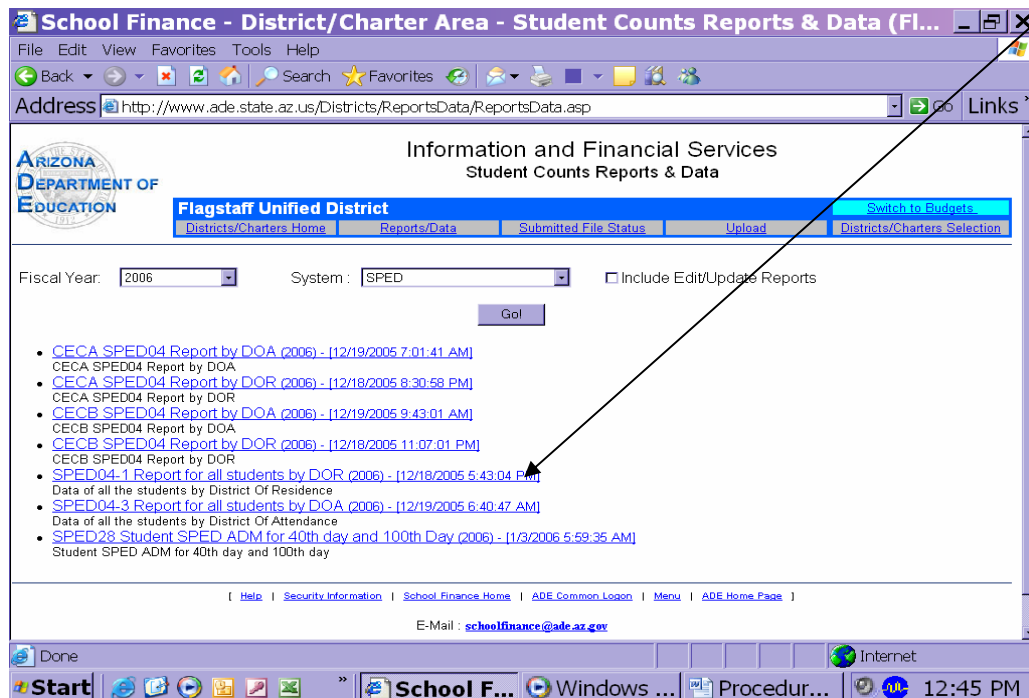 School Finance - District/Charter Area - Student Counts Reports & Data (Fl...
File Edit View Favorites Tools Help
Back Search Favorites
Address http://www.ade.state.az.us/Districts/ReportsData/ReportsData.asp Go Links
ARIZONA
DEPARTMENT OF
EDUCATION
1912
Information and Financial Services
Student Counts Reports & Data
Flagstaff Unified District Switch to Budgets
Districts/Charters Home Reports/Data Submitted File Status Upload Districts/Charters Selection
Fiscal Year: 2006 System : SPED Include Edit/Update Reports
Go!
• CECA SPED04 Report by DOA (2006) - [12/19/2005 7:01:41 AM]
CECA SPED04 Report by DOA
• CECA SPED04 Report by DOR (2006) - [12/18/2005 8:30:58 PM]
CECA SPED04 Report by DOR
• CECB SPED04 Report by DOA (2006) - [12/19/2005 9:43:01 AM]
CECB SPED04 Report by DOA
• CECB SPED04 Report by DOR (2006) - [12/18/2005 11:07:01 PM]
CECB SPED04 Report by DOR
• SPED04-1 Report for all students by DOR (2006) - [12/18/2005 5:43:04 PM]
Data of all the students by District Of Residence
• SPED04-3 Report for all students by DOA (2006) - [12/19/2005 6:40:47 AM]
Data of all the students by District Of Attendance
• SPED28 Student SPED ADM for 40th day and 100th Day (2006) - [1/3/2006 5:59:35 AM]
Student SPED ADM for 40th day and 100th day
[ Help | Security Information | School Finance Home | ADE Common Logon | Menu | ADE Home Page ]
E-Mail : schoolfinance@ade.az.gov
Done Internet
Start » School F... Windows ... Procedur... 12:45 PM